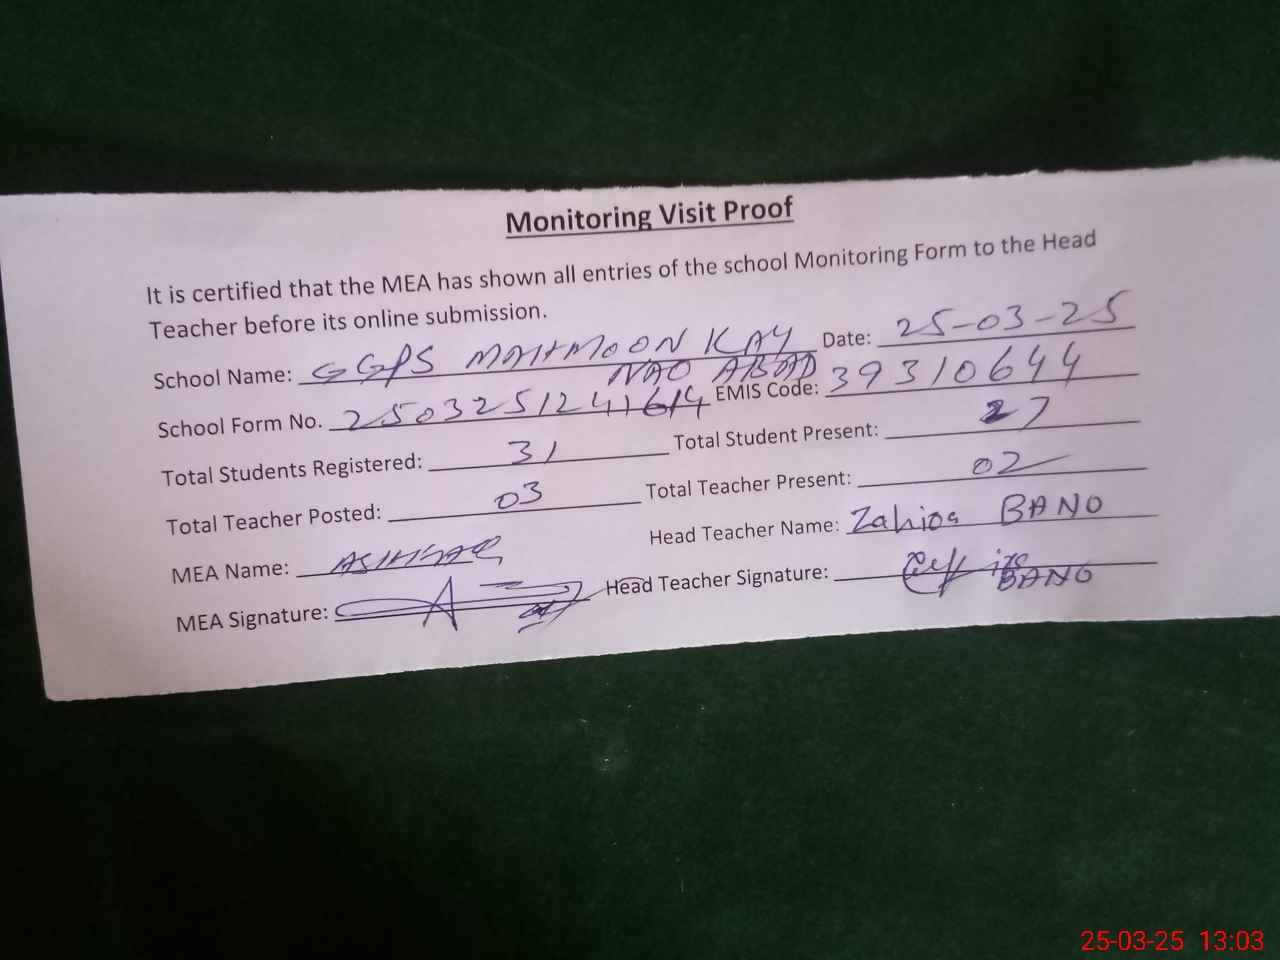 Monitoring Visit Proof
It is certified that the MEA has shown all entries of the school Monitoring Form to the Head
Teacher before its online submission.
School Name: GGPS MAHMOON KAY Date: 25-03-25
NAO ABAD
School Form No. 2503251241614 EMIS Code: 39310644
Total Students Registered: 31 Total Student Present: 27
Total Teacher Posted: 03 Total Teacher Present: 02
MEA Name: Head Teacher Name: BANO
MEA Signature: Head Teacher Signature: BANO
25-03-25 13:03